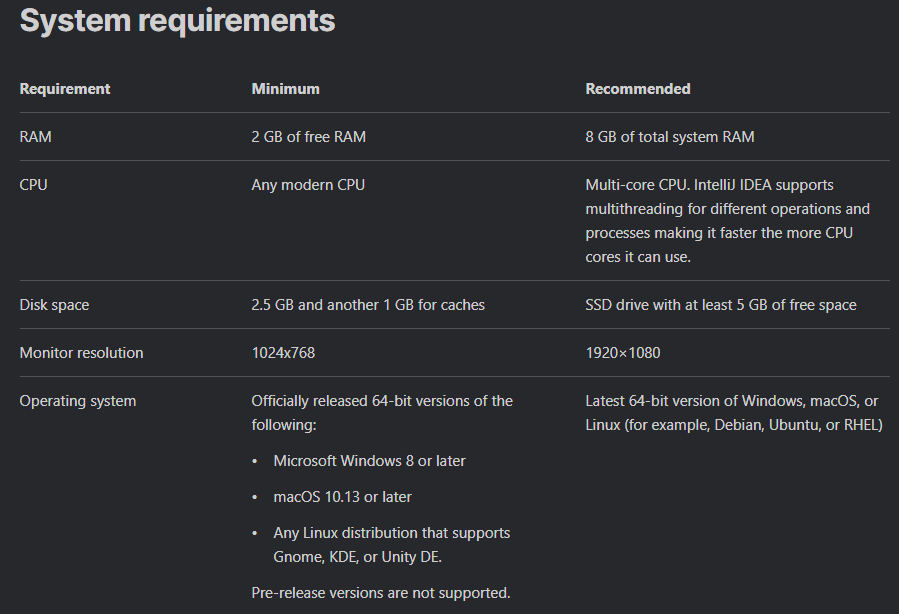 System requirements
Requirement Minimum Recommended
RAM 2 GB of free RAM 8 GB of total system RAM
CPU Any modern CPU Multi-core CPU. IntelliJ IDEA supports
multithreading for different operations and
processes making it faster the more CPU
cores it can use.
Disk space 2.5 GB and another 1 GB for caches SSD drive with at least 5 GB of free space
Monitor resolution 1024x768 1920×1080
Operating system Officially released 64-bit versions of the Latest 64-bit version of Windows, macOS, or
following: Linux (for example, Debian, Ubuntu, or RHEL)
• Microsoft Windows 8 or later
• macOS 10.13 or later
• Any Linux distribution that supports
Gnome, KDE, or Unity DE.
Pre-release versions are not supported.